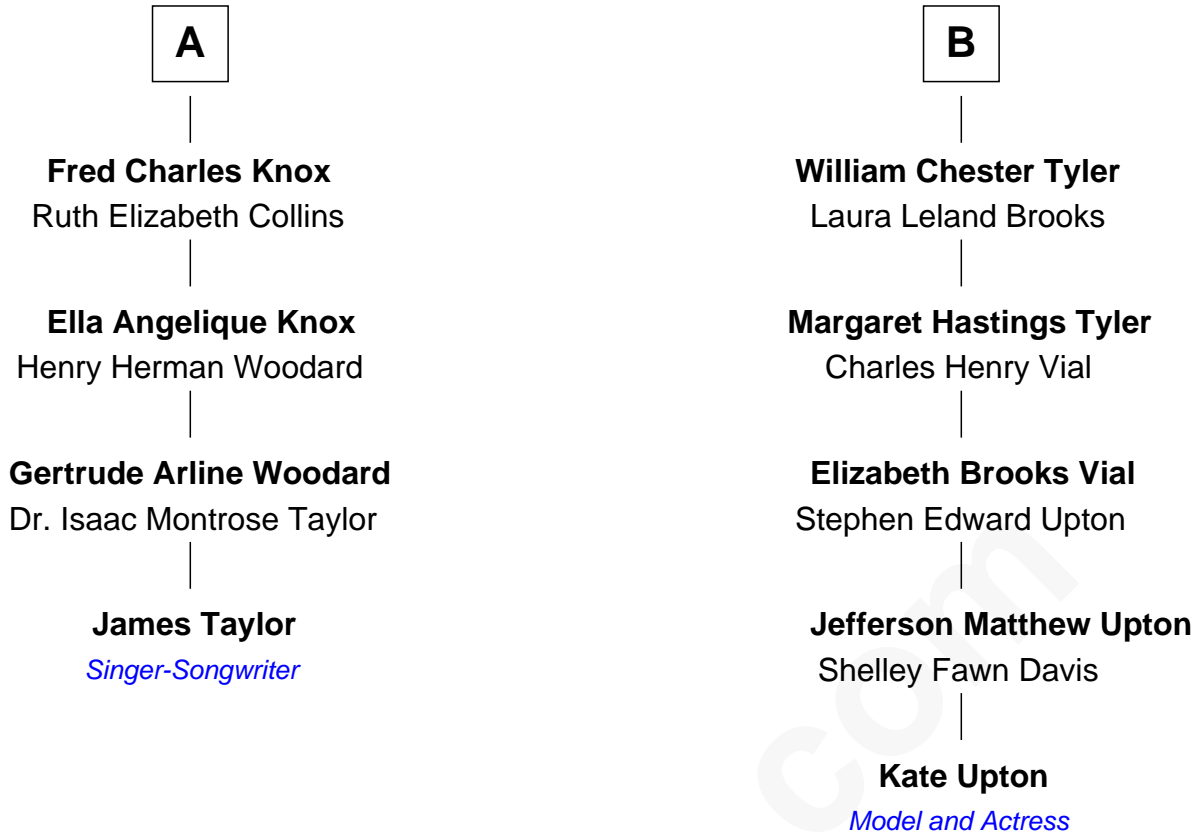 A
Fred Charles Knox
Ruth Elizabeth Collins
Ella Angelique Knox
Henry Herman Woodard
Gertrude Arline Woodard
Dr. Isaac Montrose Taylor
James Taylor
Singer-Songwriter
B
William Chester Tyler
Laura Leland Brooks
Margaret Hastings Tyler
Charles Henry Vial
Elizabeth Brooks Vial
Stephen Edward Upton
Jefferson Matthew Upton
Shelley Fawn Davis
Kate Upton
Model and Actress
com